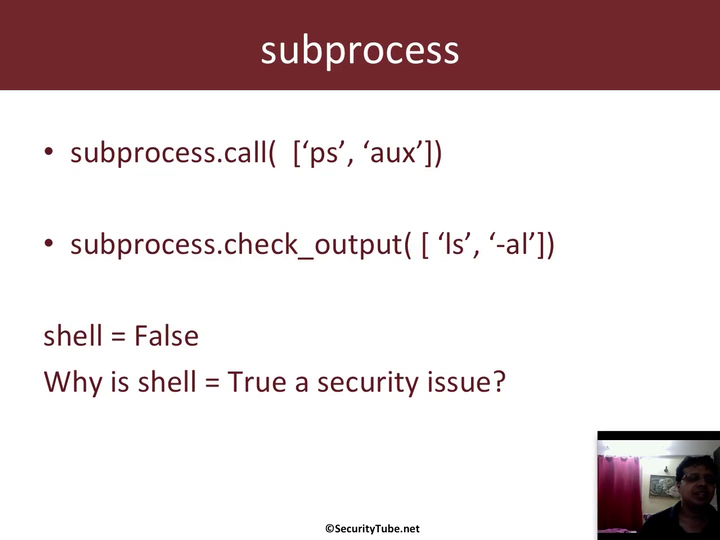 subprocess
• subprocess.call(  [‘ps’, ‘aux’])
• subprocess.check_output( [ ‘ls’, ‘-al’])
shell = False
Why is shell = True a security issue?
©SecurityTube.net